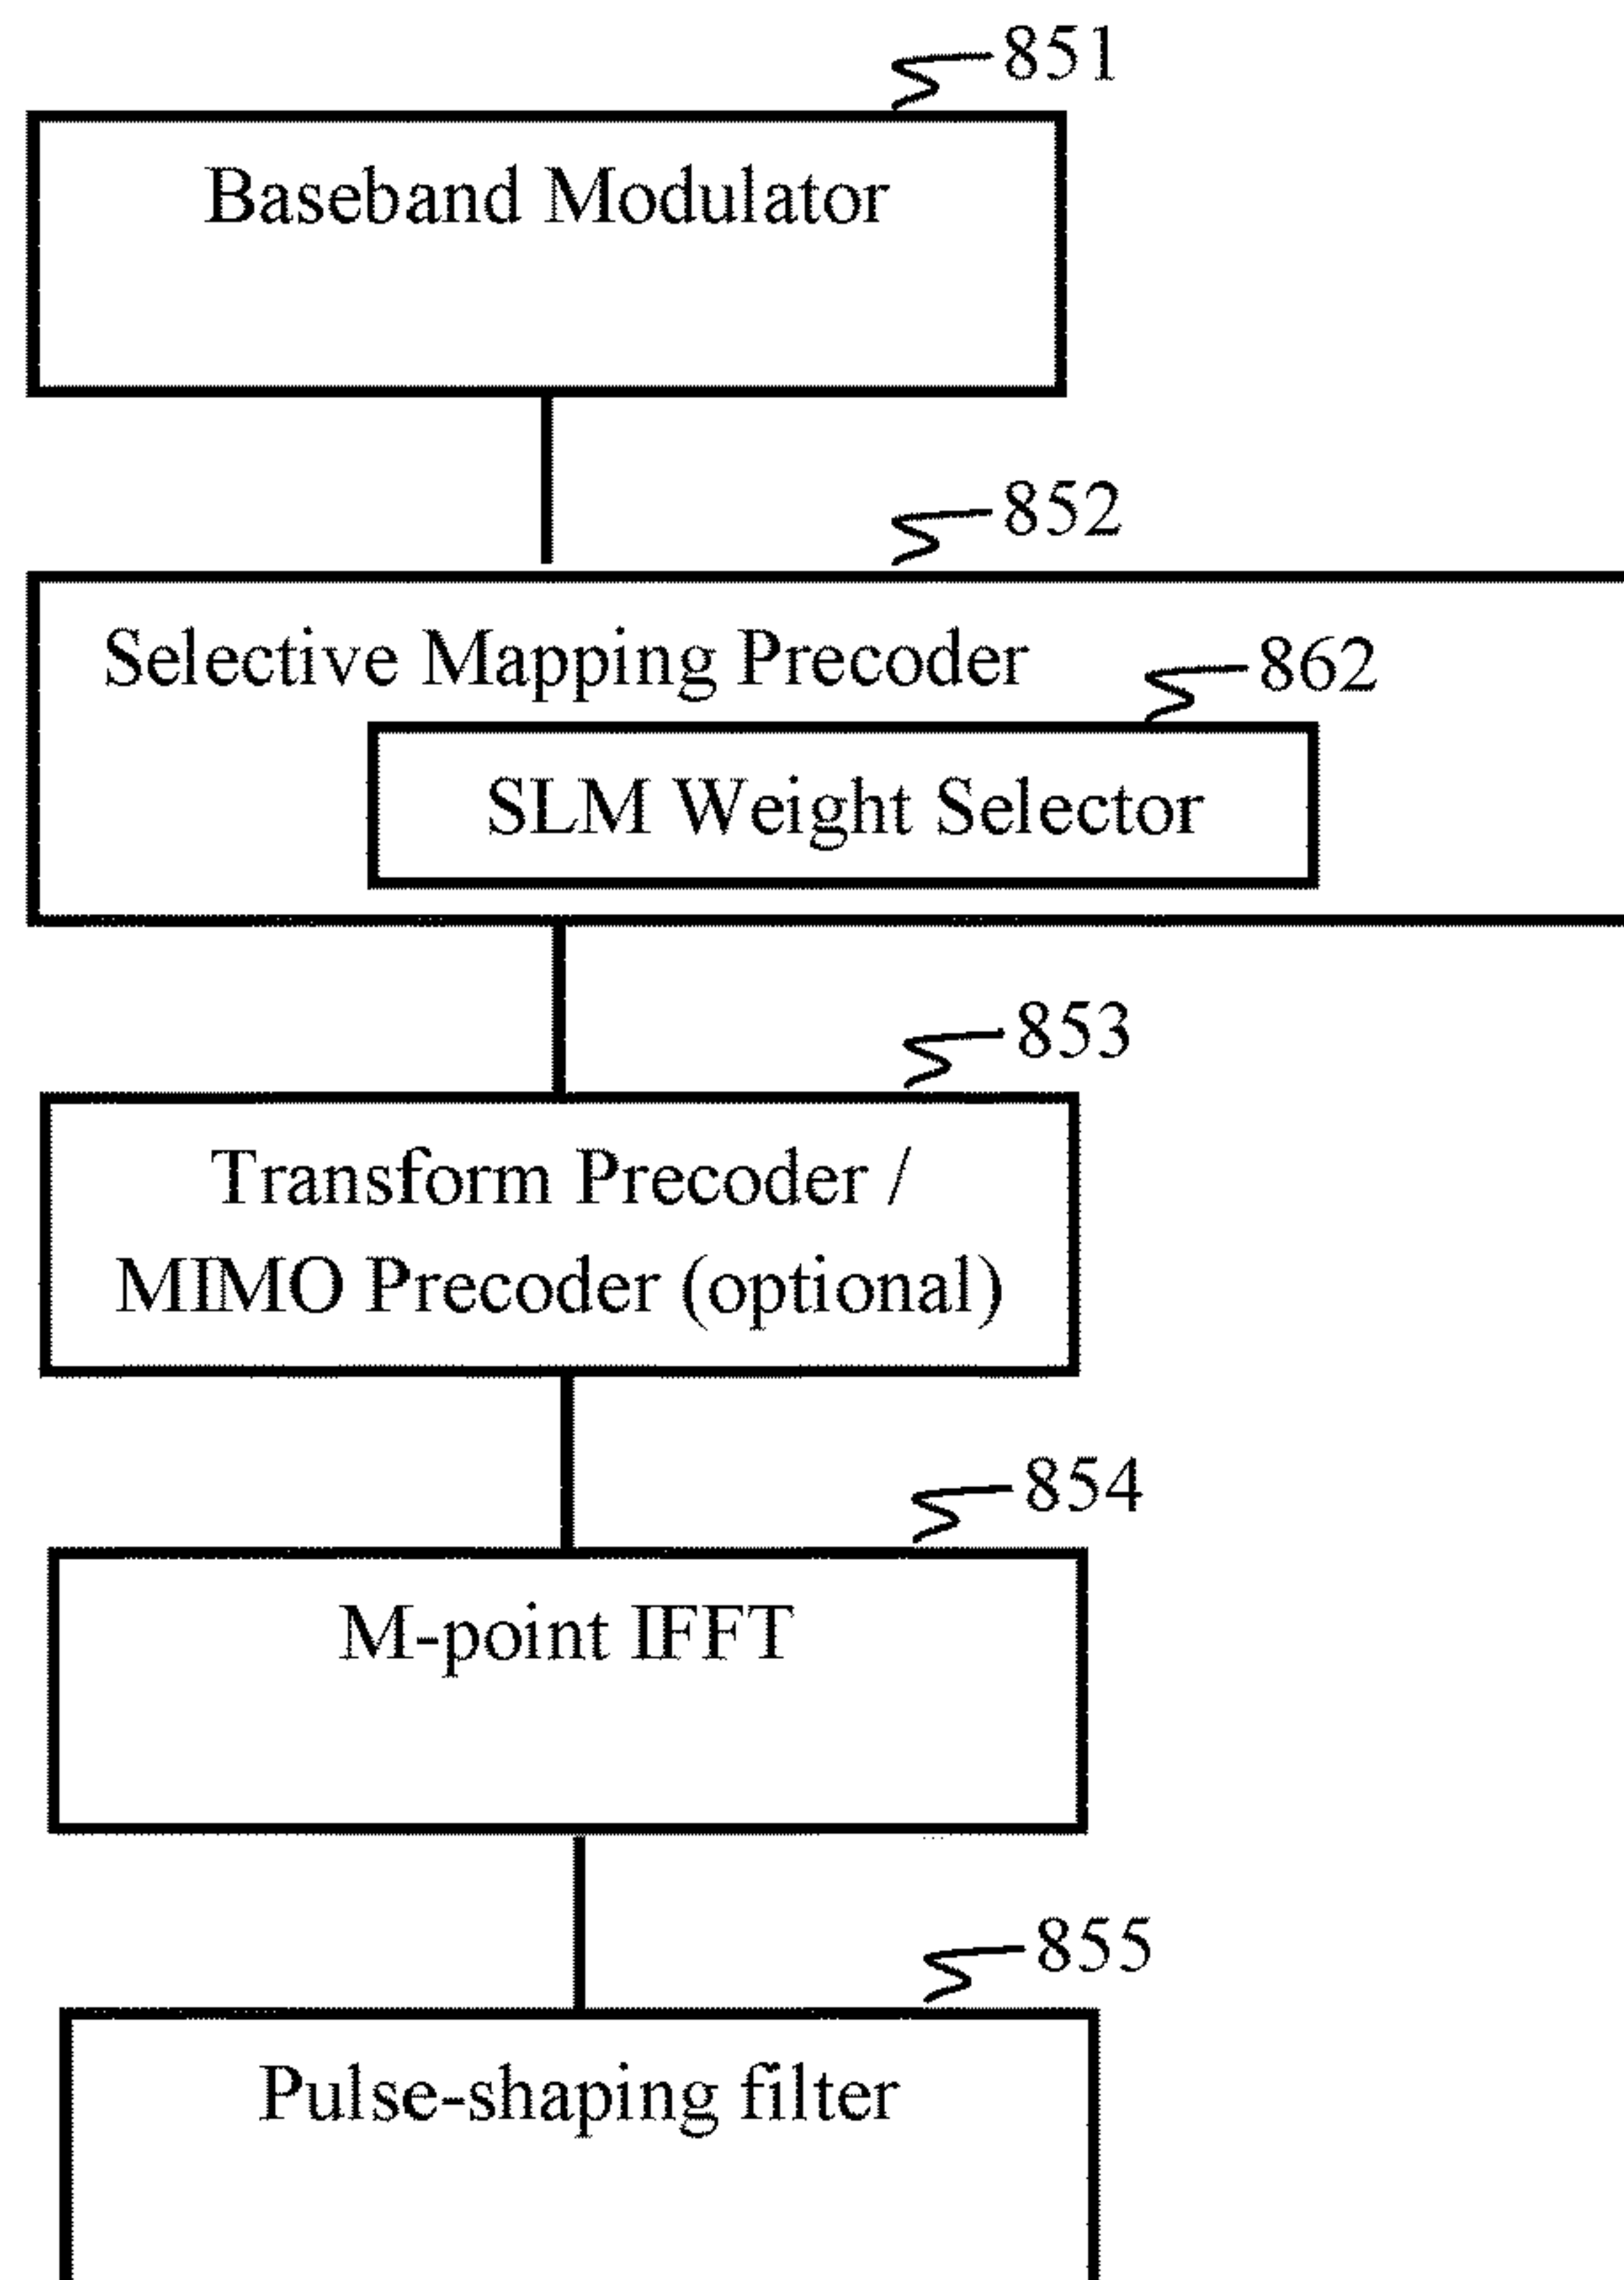 851
Baseband Modulator
852
Selective Mapping Precoder
862
SLM Weight Selector
853
Transform Precoder /
MIMO Precoder (optional)
854
M-point IFFT
855
Pulse-shaping filter